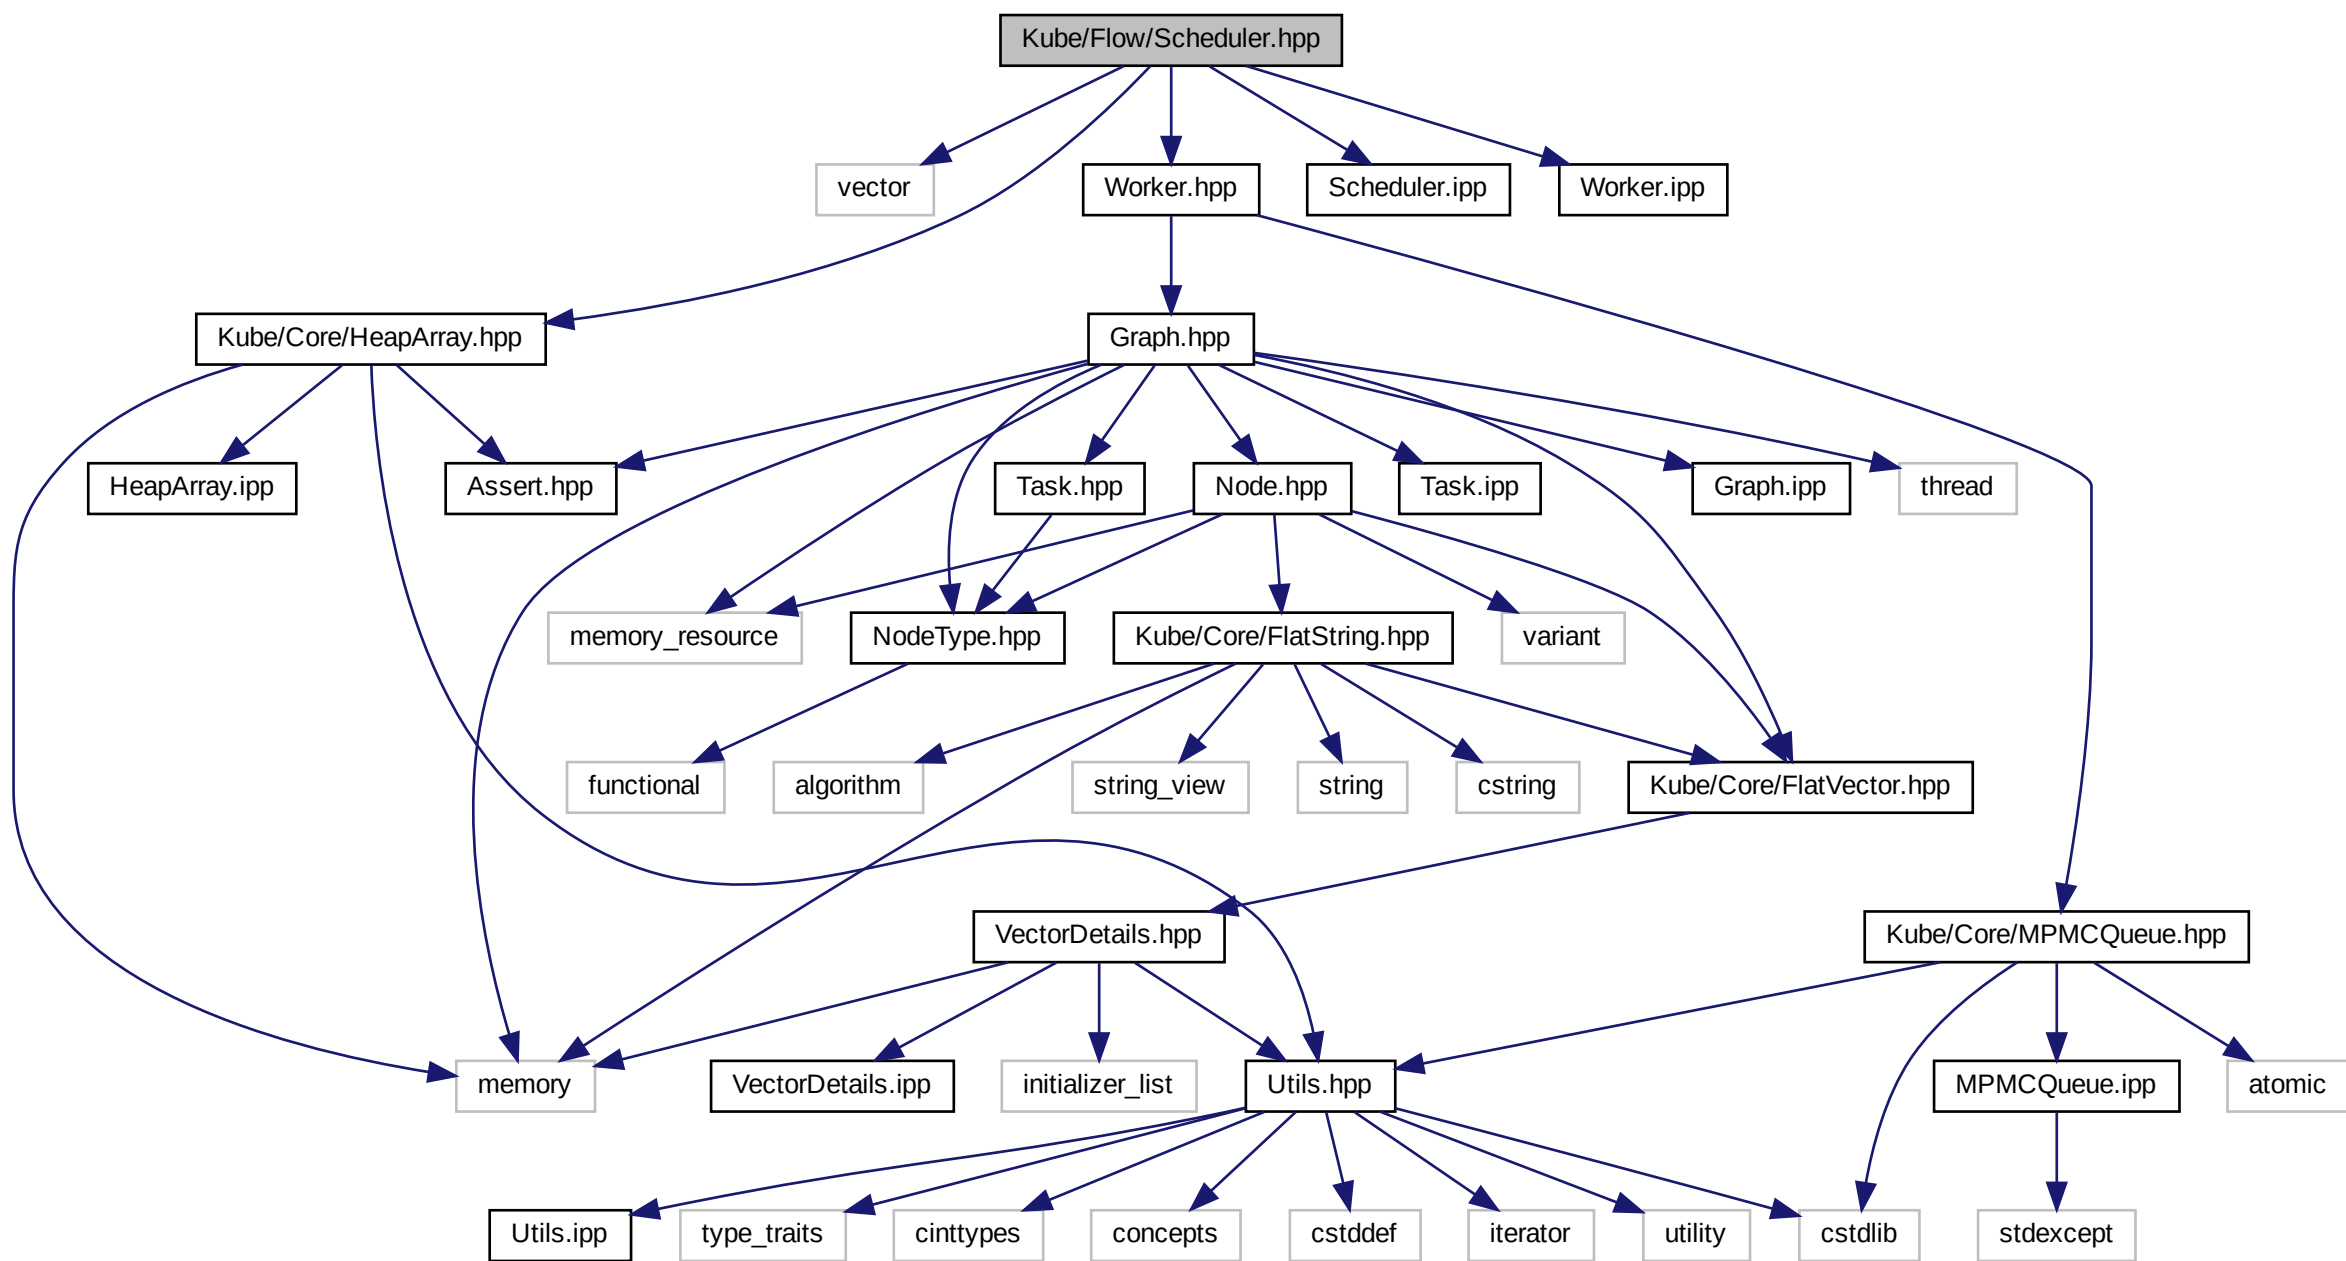 Kube/Flow/Scheduler.hpp
vector
Worker.hpp
Scheduler.ipp
Worker.ipp
Kube/Core/HeapArray.hpp
Graph.hpp
HeapArray.ipp
Assert.hpp
Task.hpp
Node.hpp
Task.ipp
Graph.ipp
thread
memory_resource
NodeType.hpp
Kube/Core/FlatString.hpp
variant
functional
algorithm
string_view
string
cstring
Kube/Core/FlatVector.hpp
VectorDetails.hpp
Kube/Core/MPMCQueue.hpp
memory
VectorDetails.ipp
initializer_list
Utils.hpp
MPMCQueue.ipp
atomic
Utils.ipp
type_traits
cinttypes
concepts
cstddef
iterator
utility
cstdlib
stdexcept